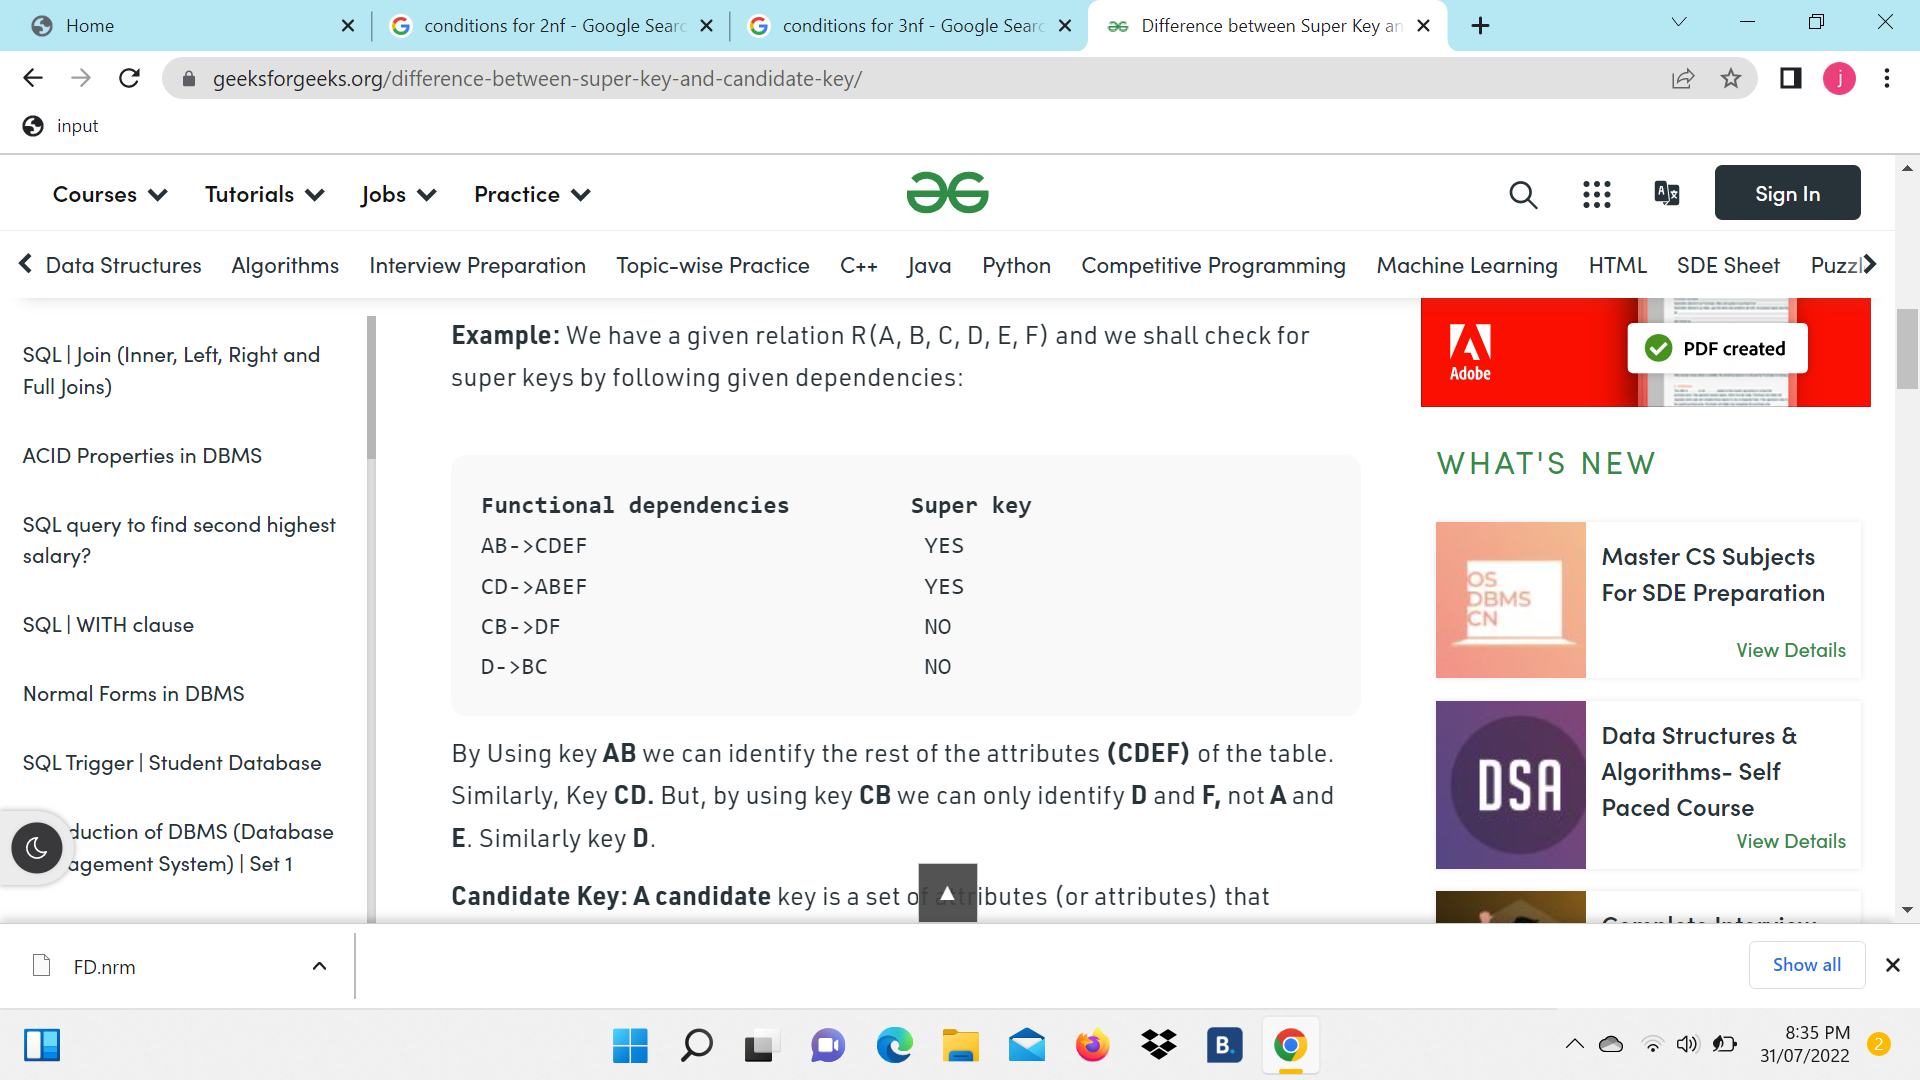 Home
conditions for 2nf - Google Searc
conditions for 3nf - Google Searc
Difference between Super Key an
geeksforgeeks.org/difference-between-super-key-and-candidate-key/
j
input
Courses Tutorials Jobs Practice
Sign In
Data Structures Algorithms Interview Preparation Topic-wise Practice C++ Java Python Competitive Programming Machine Learning HTML SDE Sheet Puzzl
SQL | Join (Inner, Left, Right and
Full Joins)
ACID Properties in DBMS
SQL query to find second highest
salary?
SQL | WITH clause
Normal Forms in DBMS
SQL Trigger | Student Database
duction of DBMS (Database
agement System) | Set 1
Example: We have a given relation R(A, B, C, D, E, F) and we shall check for
super keys by following given dependencies:
Functional dependencies Super key
AB->CDEF YES
CD->ABEF YES
CB->DF NO
D->BC NO
By Using key AB we can identify the rest of the attributes (CDEF) of the table.
Similarly, Key CD. But, by using key CB we can only identify D and F, not A and
E. Similarly key D.
Candidate Key: A candidate key is a set of attributes (or attributes) that
Adobe
PDF created
WHAT'S NEW
OS
DBMS
CN
Master CS Subjects
For SDE Preparation
View Details
DSA
Data Structures &
Algorithms- Self
Paced Course
View Details
Complete Interview
FD.nrm
Show all
B.
8:35 PM
31/07/2022
2